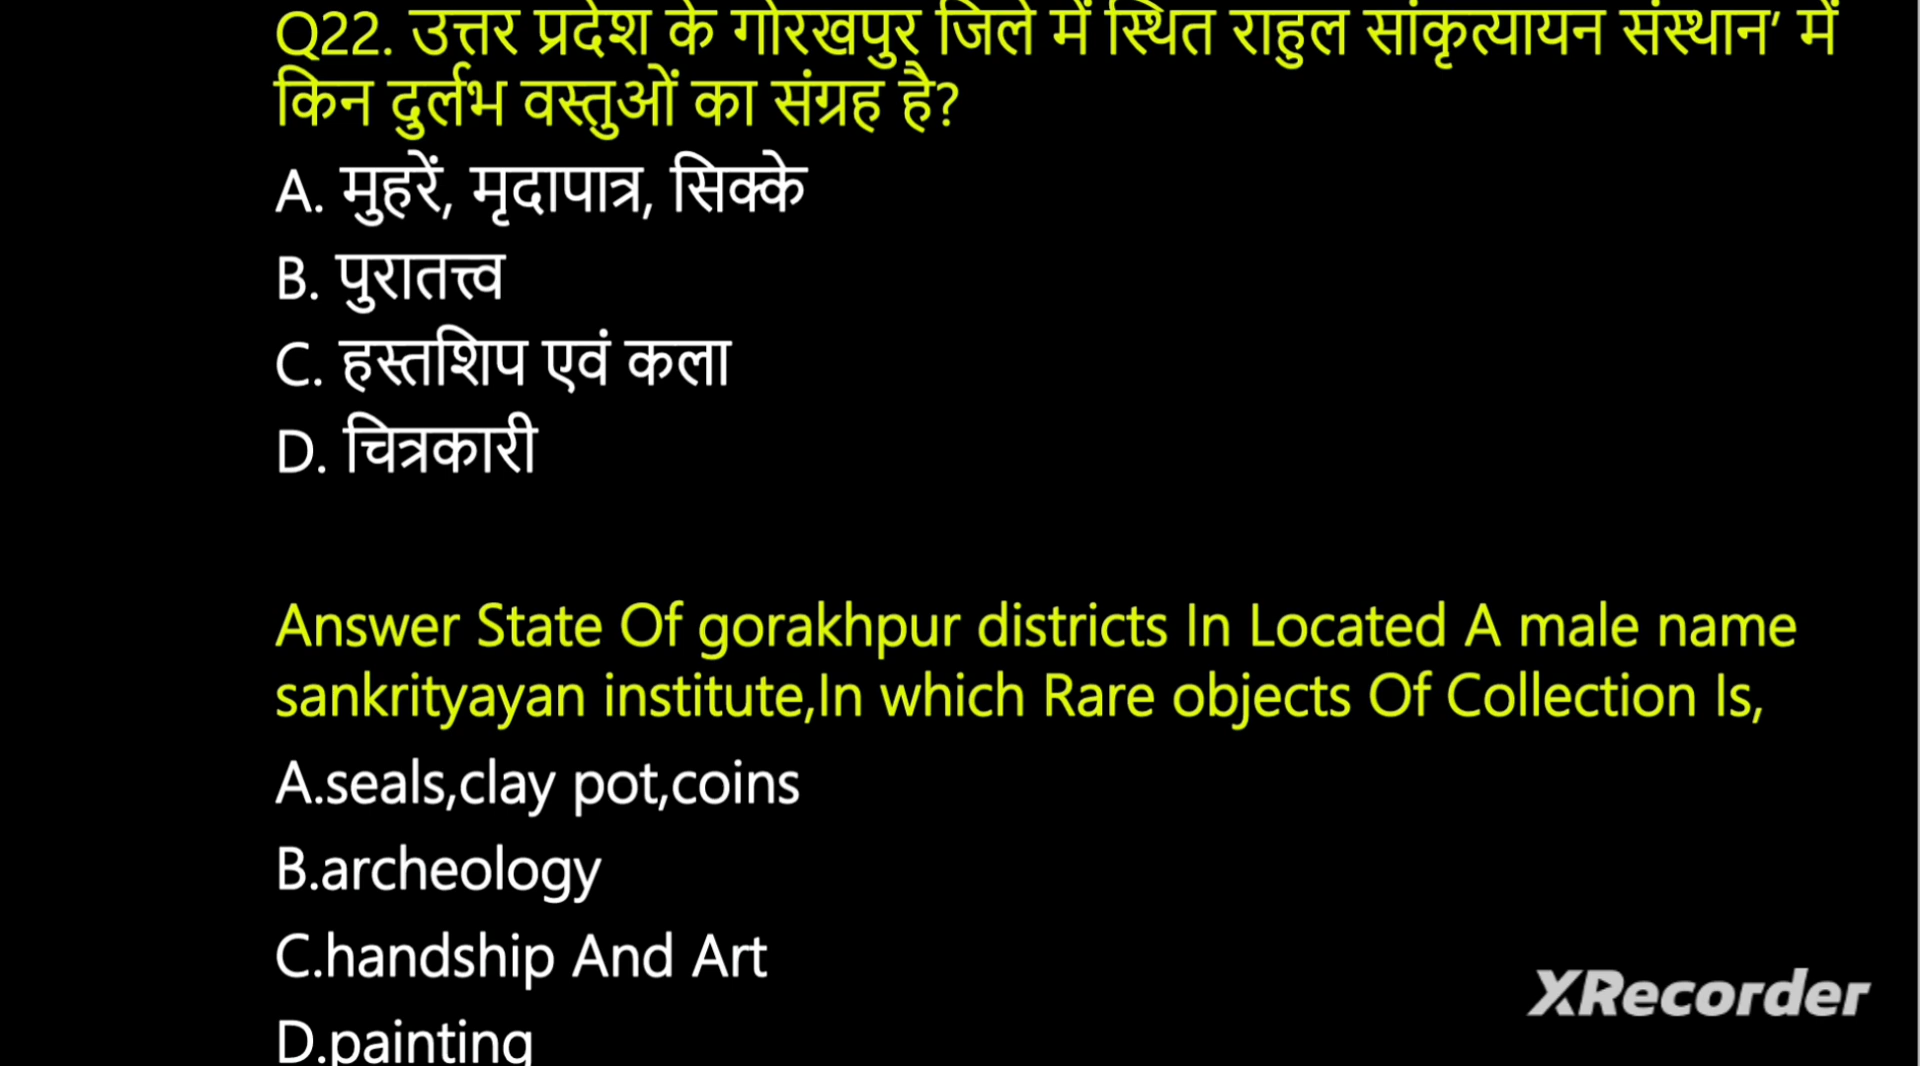 Q22. उत्तर प्रदेश के गोरखपुर जिले में स्थित राहुल सांकृत्यायन संस्थान’ में
किन दुर्लभ वस्तुओं का संग्रह है?
A. मुहरें, मृदापात्र, सिक्के
B. पुरातत्त्व
C. हस्तशिप एवं कला
D. चित्रकारी
Answer State Of gorakhpur districts In Located A male name
sankrityayan institute,In which Rare objects Of Collection Is,
A.seals,clay pot,coins
B.archeology
C.handship And Art
D.painting
XRecorder